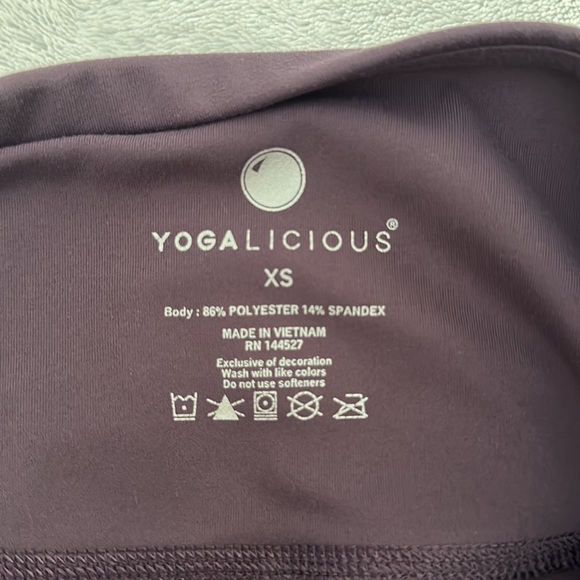 YOGALICIOUS®
XS
Body : 86% POLYESTER 14% SPANDEX
MADE IN VIETNAM
RN 144527
Exclusive of decoration
Wash with like colors
Do not use softeners